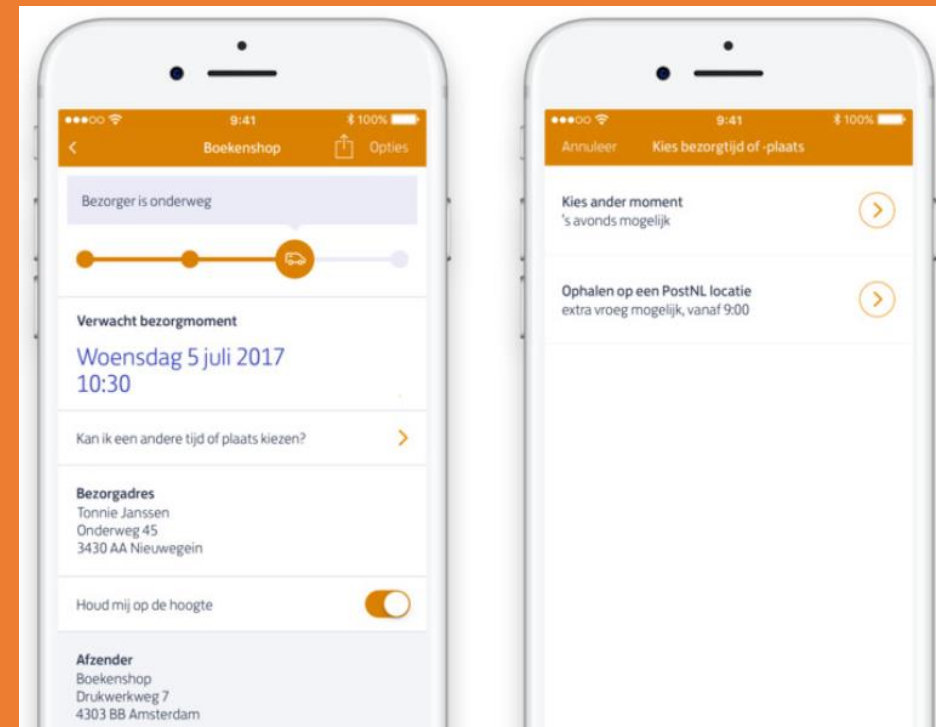 9:41
100%
Boekenshop
Opties
Bezorger is onderweg
Verwacht bezorgmoment
Woensdag 5 juli 2017
10:30
Kan ik een andere tijd of plaats kiezen?
Bezorgadres
Tonnie Janssen
Onderweg 45
3430 AA Nieuwegein
Houd mij op de hoogte
Afzender
Boekenshop
Drukwerkweg 7
4303 BB Amsterdam
9:41
100%
Annuleer
Kies bezorgtijd of -plaats
Kies ander moment
's avonds mogelijk
Ophalen op een PostNL locatie
extra vroeg mogelijk, vanaf 9:00